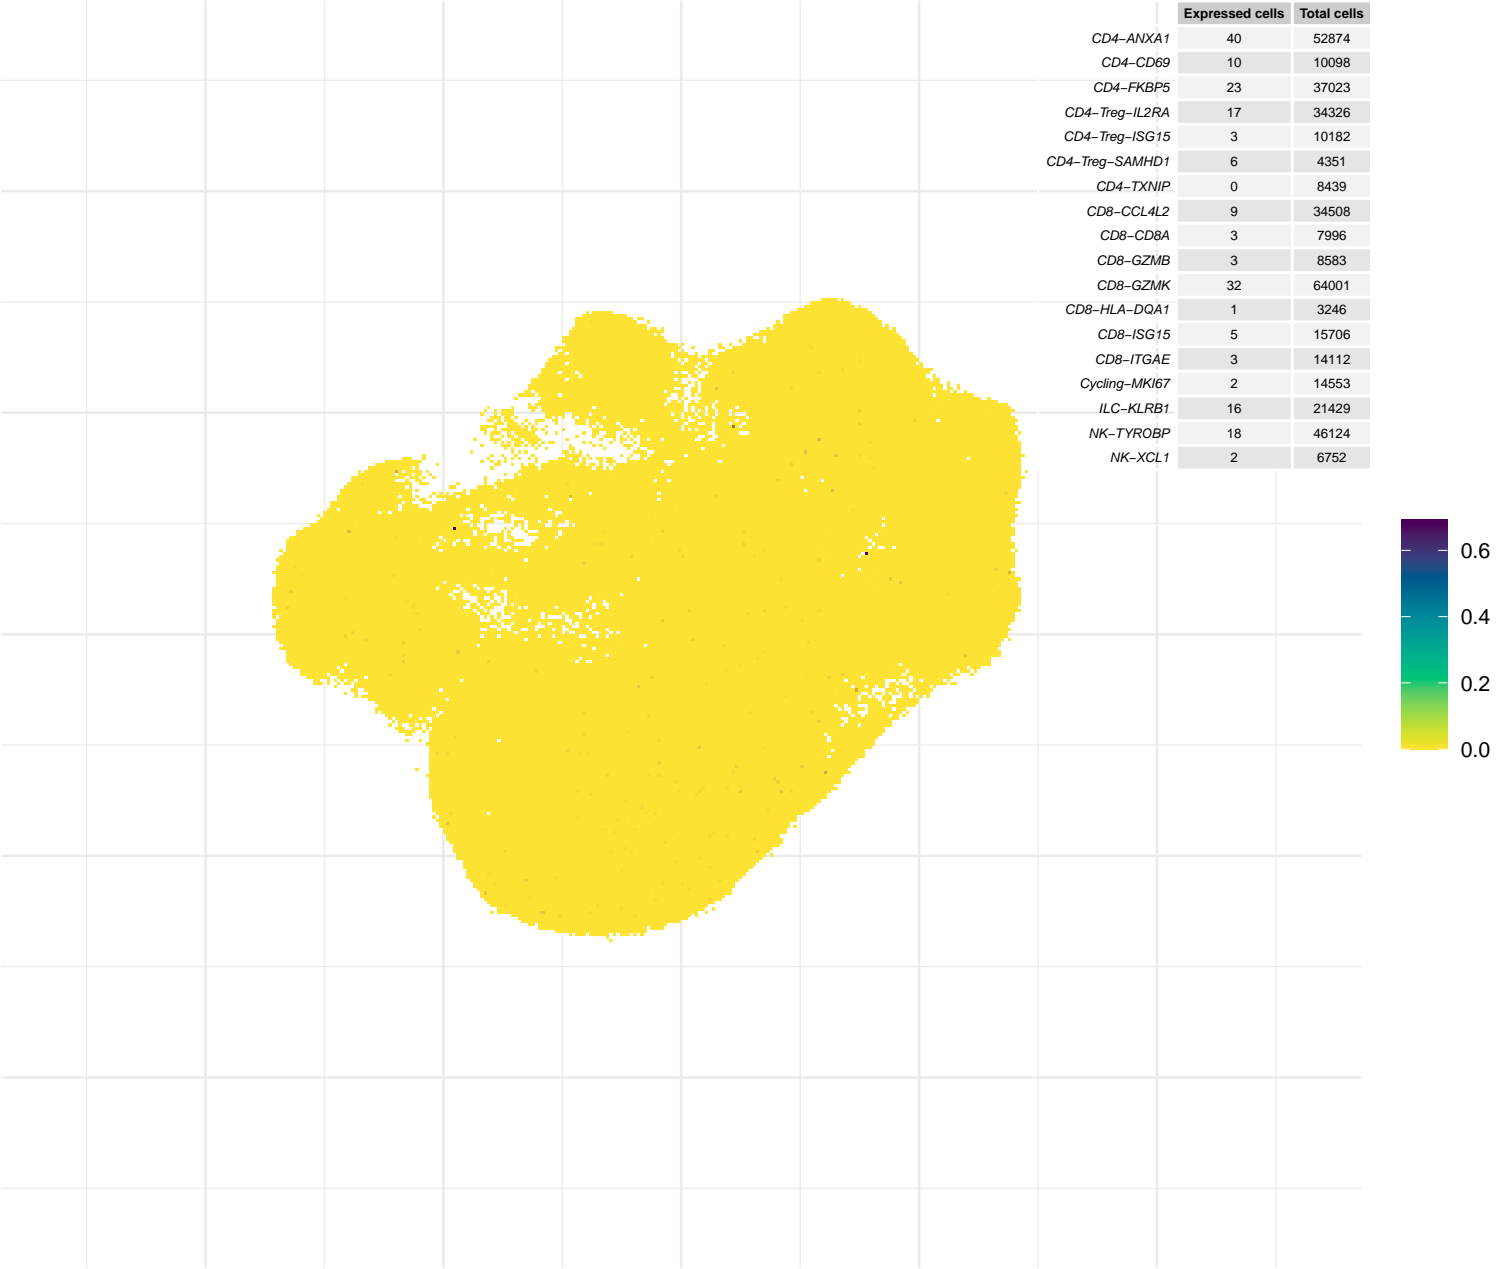 Expressed cells Total cells
CD4−ANXA1 40 52874
CD4−CD69 10 10098
CD4−FKBP5 23 37023
CD4−Treg−IL2RA 17 34326
CD4−Treg−ISG15 3 10182
CD4−Treg−SAMHD1 6 4351
CD4−TXNIP 0 8439
CD8−CCL4L2 9 34508
CD8−CD8A 3 7996
CD8−GZMB 3 8583
CD8−GZMK 32 64001
CD8−HLA−DQA1 1 3246
CD8−ISG15 5 15706
CD8−ITGAE 3 14112
Cycling−MKI67 2 14553
ILC−KLRB1 16 21429
NK−TYROBP 18 46124
NK−XCL1 2 6752
0.6
0.4
0.2
0.0